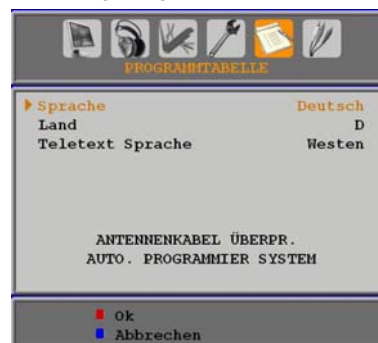 PROGRAMMTABELLE
Sprache Deutsch
Land D
Teletext Sprache Westen
ANTENNENKABEL ÜBERPR.
AUTO. PROGRAMMIER SYSTEM
Ok
Abbrechen